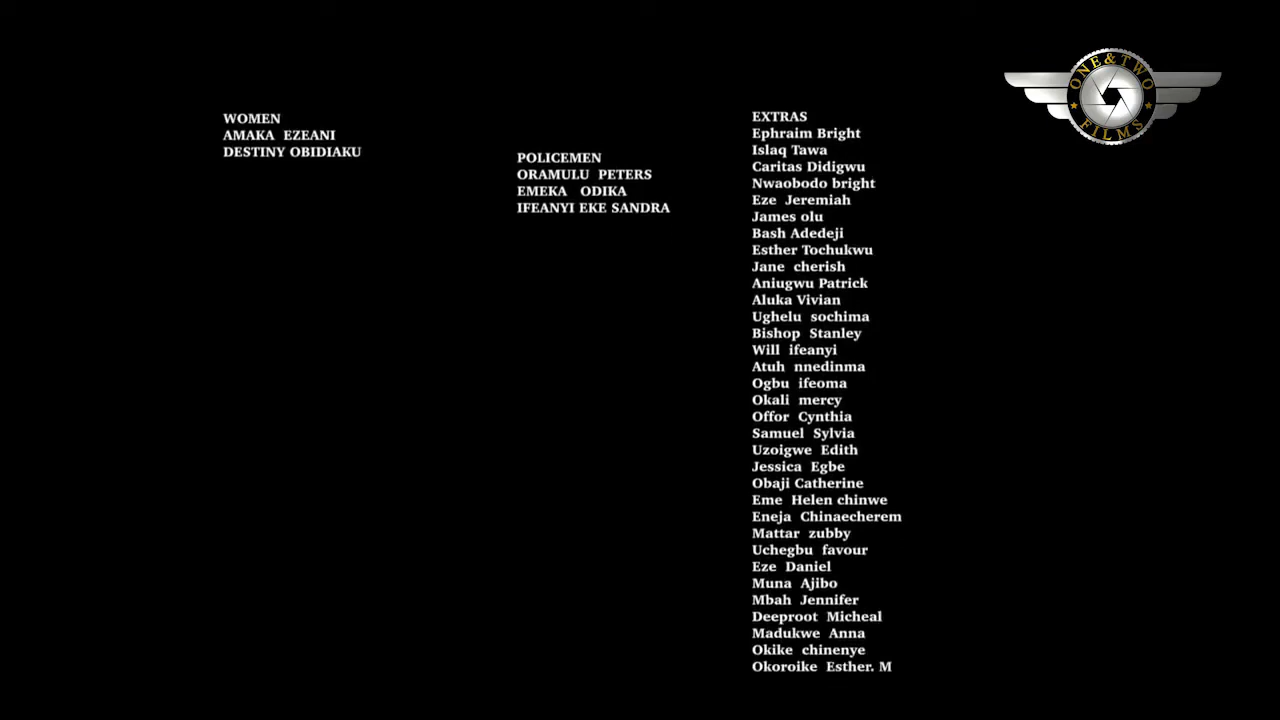 WOMEN
AMAKA EZEANI
DESTINY OBIDIAKU
POLICEMEN
ORAMULU PETERS
EMEKA ODIKA
IFEANYI EKE SANDRA
EXTRAS
Ephraim Bright
Islaq Tawa
Caritas Didigwu
Nwaobodo bright
Eze Jeremiah
James olu
Bash Adedeji
Esther Tochukwu
Jane cherish
Aniugwu Patrick
Aluka Vivian
Ughelu sochima
Bishop Stanley
Will ifeanyi
Atuh nnedinma
Ogbu ifeoma
Okali mercy
Offor Cynthia
Samuel Sylvia
Uzoigwe Edith
Jessica Egbe
Obaji Catherine
Eme Helen chinwe
Eneja Chinaecherem
Mattar zubby
Uchegbu favour
Eze Daniel
Muna Ajibo
Mbah Jennifer
Deeproot Micheal
Madukwe Anna
Okike chinenye
Okoroike Esther. M
ONE&TWO
FILMS